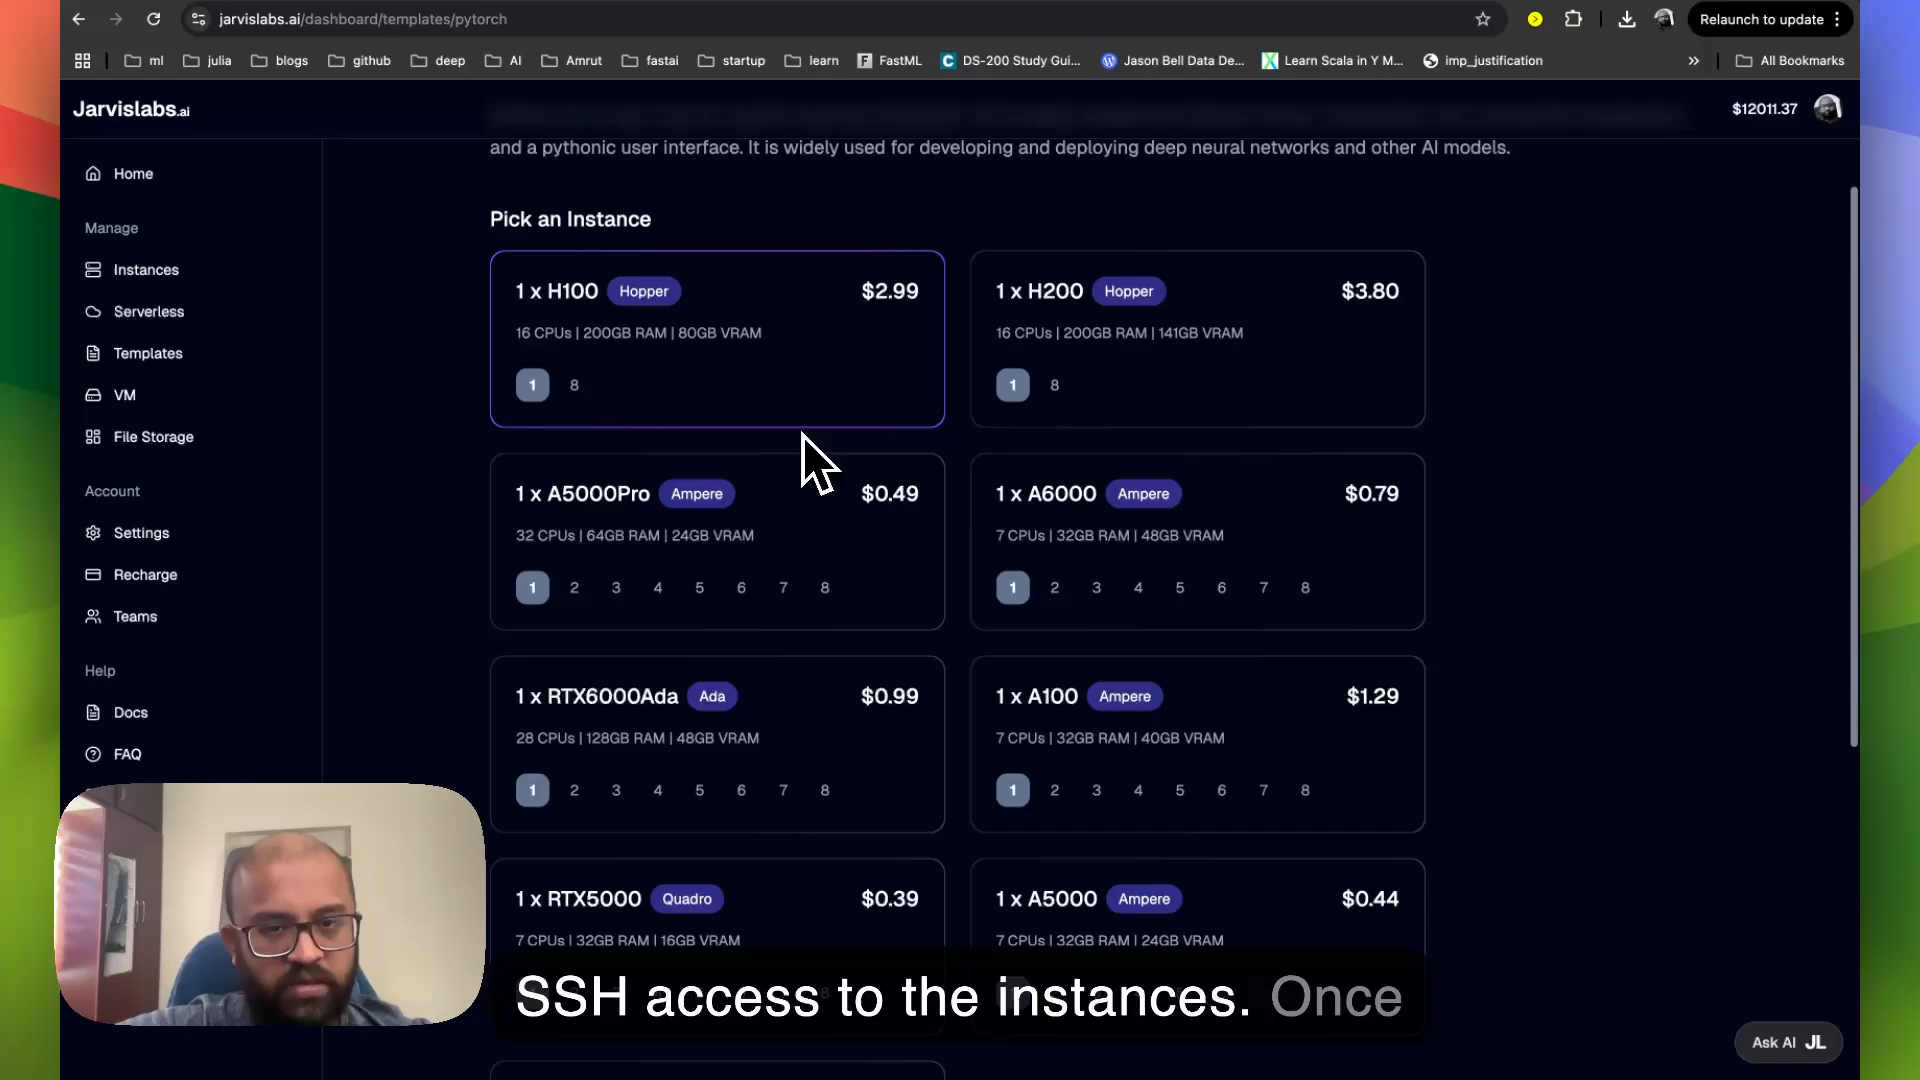 jarvislabs.ai/dashboard/templates/pytorch
Relaunch to update
ml julia blogs github deep AI Amrut fastai startup learn FastML DS-200 Study Gui... Jason Bell Data De... Learn Scala in Y M... imp_justification » All Bookmarks
Jarvislabs.ai
$12011.37
and a pythonic user interface. It is widely used for developing and deploying deep neural networks and other AI models.
Home
Manage
Instances
Serverless
Templates
VM
File Storage
Account
Settings
Recharge
Teams
Help
Docs
FAQ
Pick an Instance
1 x H100 Hopper $2.99
16 CPUs | 200GB RAM | 80GB VRAM
1 8
1 x H200 Hopper $3.80
16 CPUs | 200GB RAM | 141GB VRAM
1 8
1 x A5000Pro Ampere $0.49
32 CPUs | 64GB RAM | 24GB VRAM
1 2 3 4 5 6 7 8
1 x A6000 Ampere $0.79
7 CPUs | 32GB RAM | 48GB VRAM
1 2 3 4 5 6 7 8
1 x RTX6000Ada Ada $0.99
28 CPUs | 128GB RAM | 48GB VRAM
1 2 3 4 5 6 7 8
1 x A100 Ampere $1.29
7 CPUs | 32GB RAM | 40GB VRAM
1 2 3 4 5 6 7 8
1 x RTX5000 Quadro $0.39
7 CPUs | 32GB RAM | 16GB VRAM
1 x A5000 Ampere $0.44
7 CPUs | 32GB RAM | 24GB VRAM
SSH access to the instances. Once
Ask AI JL